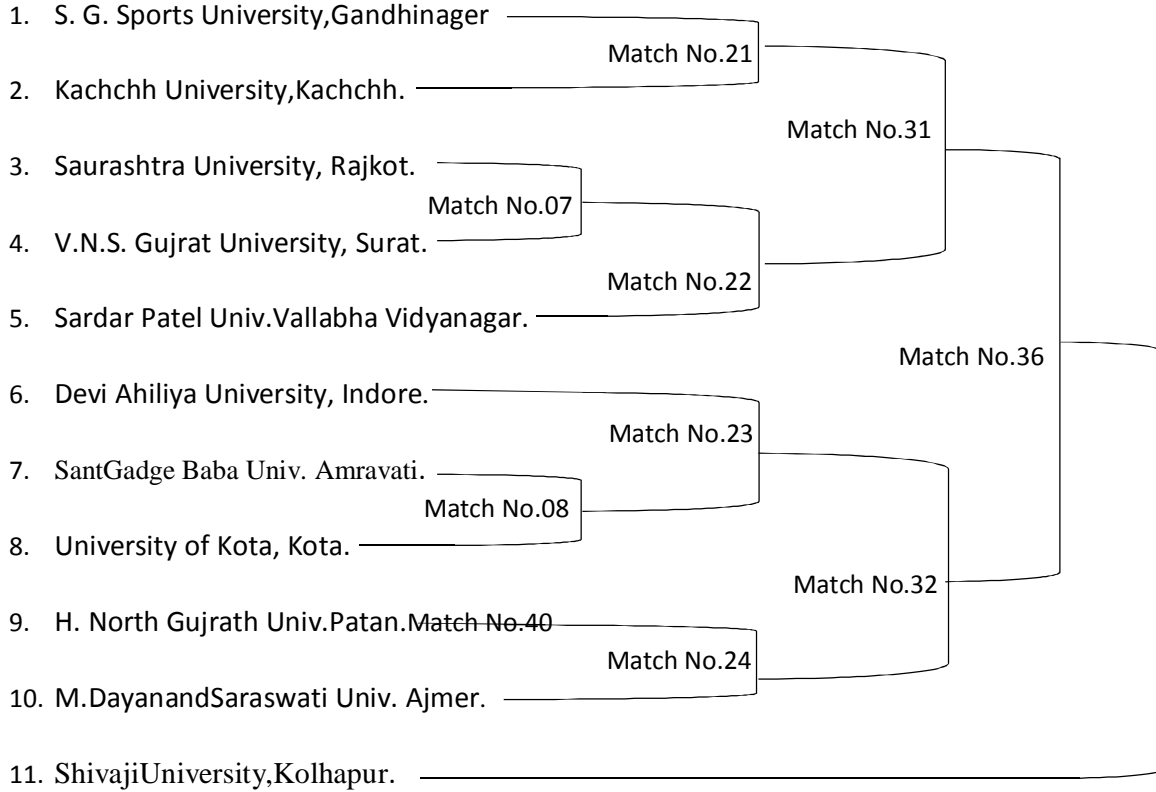 1. S. G. Sports University,Gandhinager
Match No.21
2. Kachchh University,Kachchh.
Match No.31
3. Saurashtra University, Rajkot.
Match No.07
4. V.N.S. Gujrat University, Surat.
Match No.22
5. Sardar Patel Univ.Vallabha Vidyanagar.
Match No.36
6. Devi Ahiliya University, Indore.
Match No.23
7. SantGadge Baba Univ. Amravati.
Match No.08
8. University of Kota, Kota.
Match No.32
9. H. North Gujrath Univ.Patan.Match No.40
Match No.24
10. M.DayanandSaraswati Univ. Ajmer.
11. ShivajiUniversity,Kolhapur.